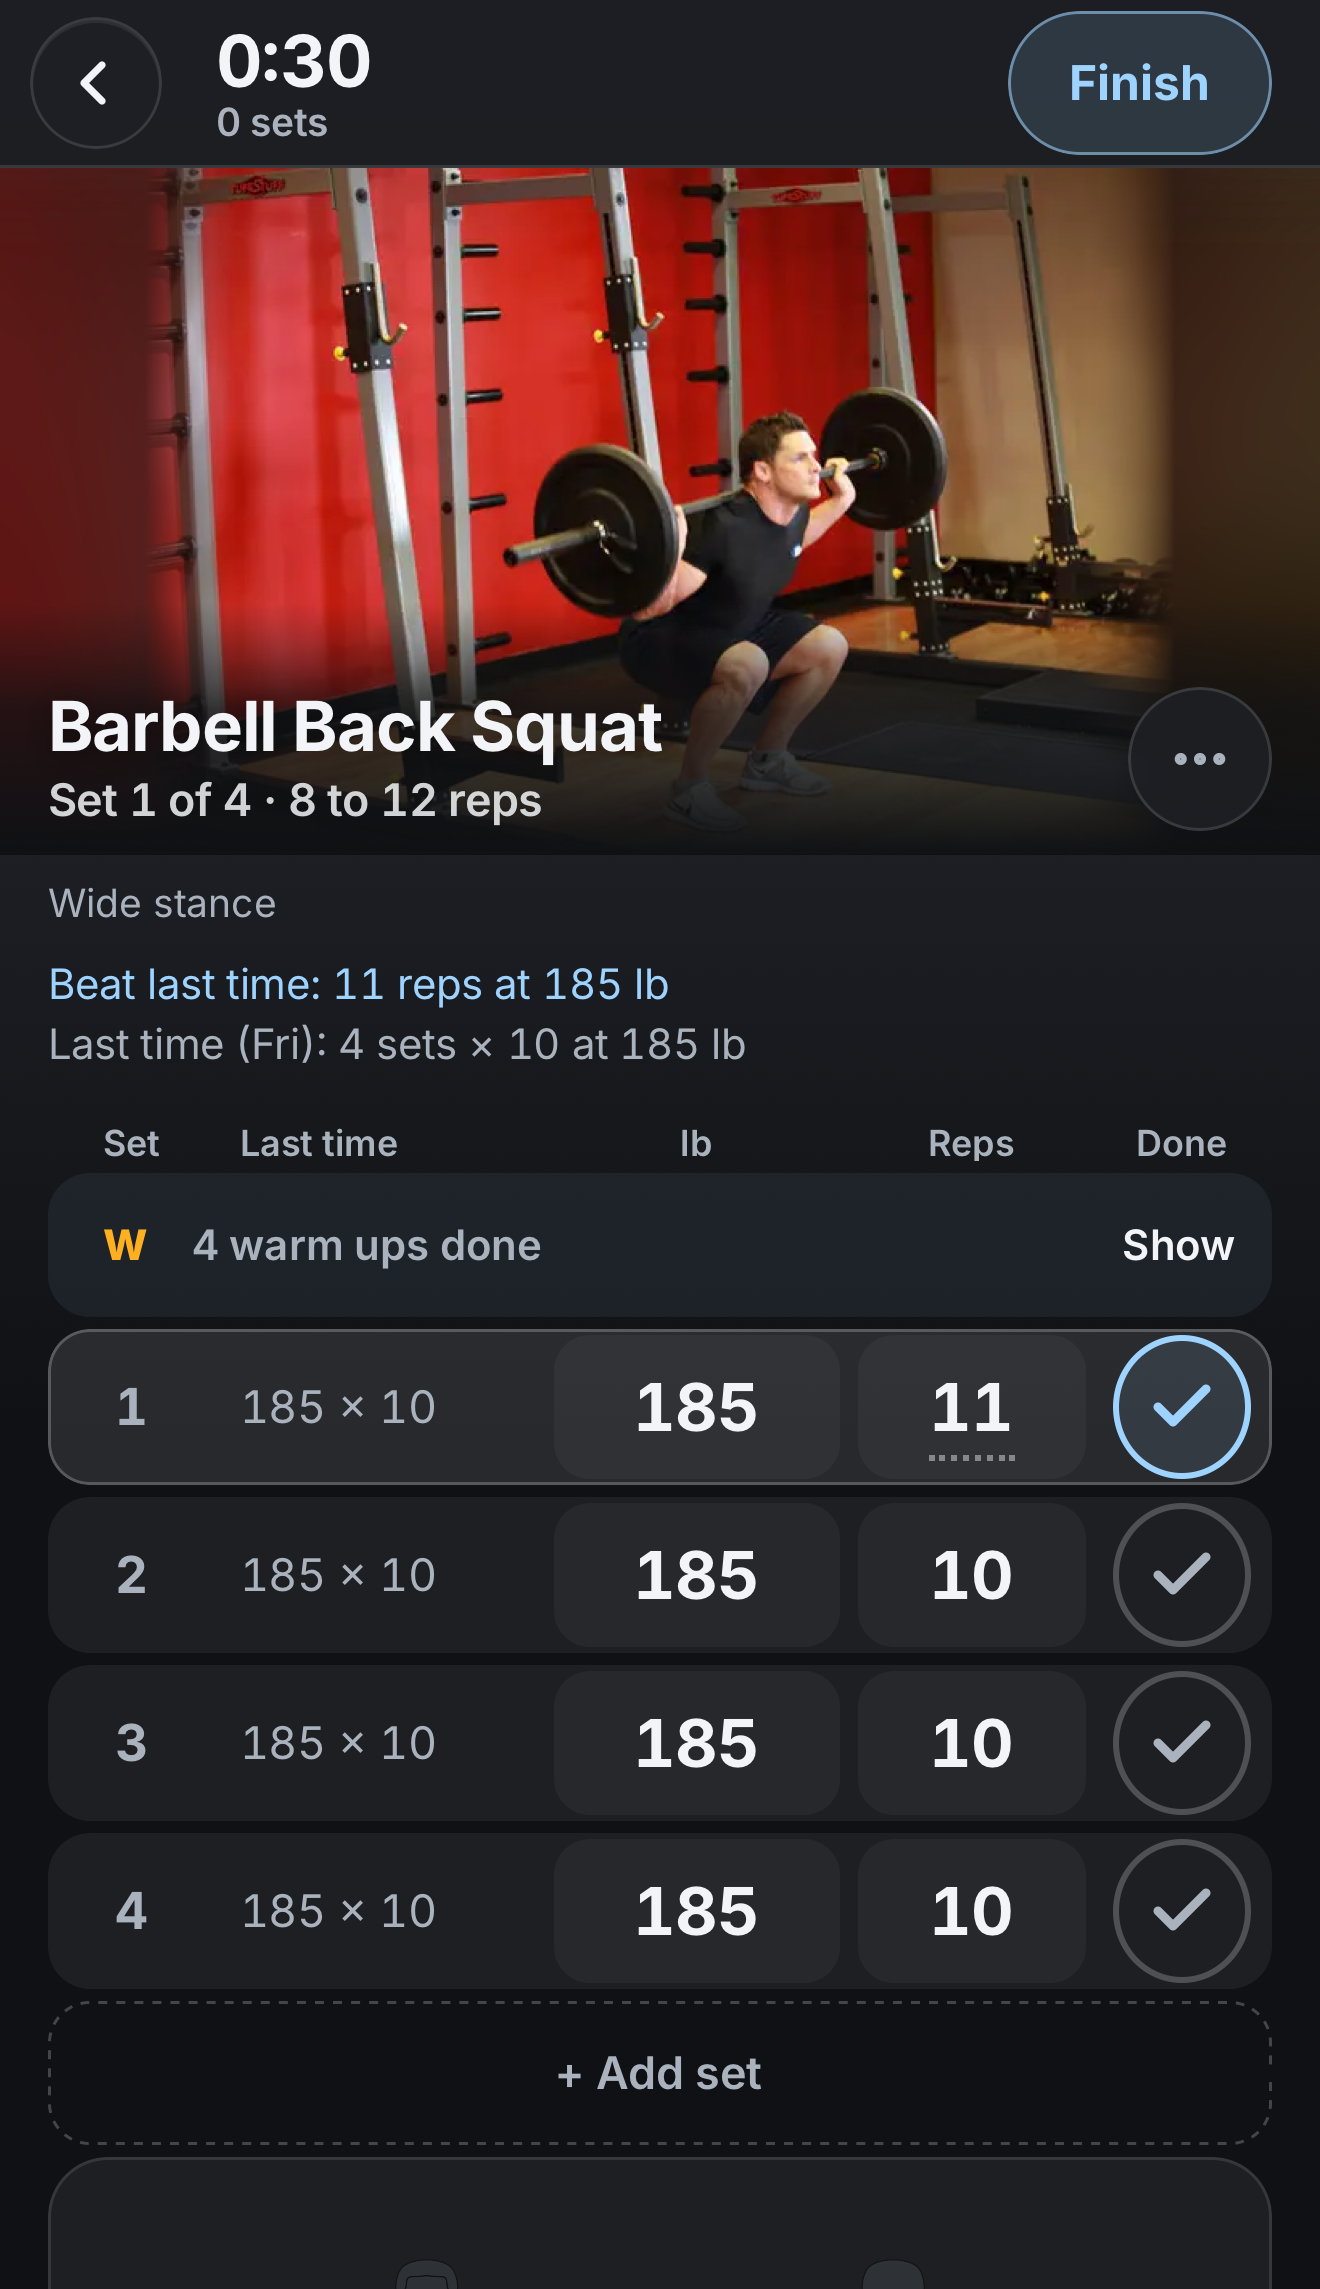 0:30
0 sets
Finish
Barbell Back Squat
Set 1 of 4 · 8 to 12 reps
Wide stance
Beat last time: 11 reps at 185 lb
Last time (Fri): 4 sets × 10 at 185 lb
Set Last time lb Reps Done
W 4 warm ups done Show
1 185 × 10 185 11
2 185 × 10 185 10
3 185 × 10 185 10
4 185 × 10 185 10
+ Add set